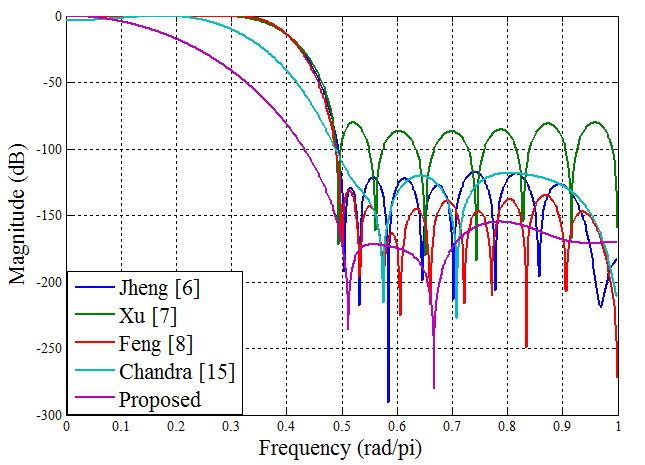 0
-50
-100
-150
-200
-250
-300
Magnitude (dB)
Jheng [6]
Xu [7]
Feng [8]
Chandra [15]
Proposed
0 0.1 0.2 0.3 0.4 0.5 0.6 0.7 0.8 0.9 1
Frequency (rad/pi)